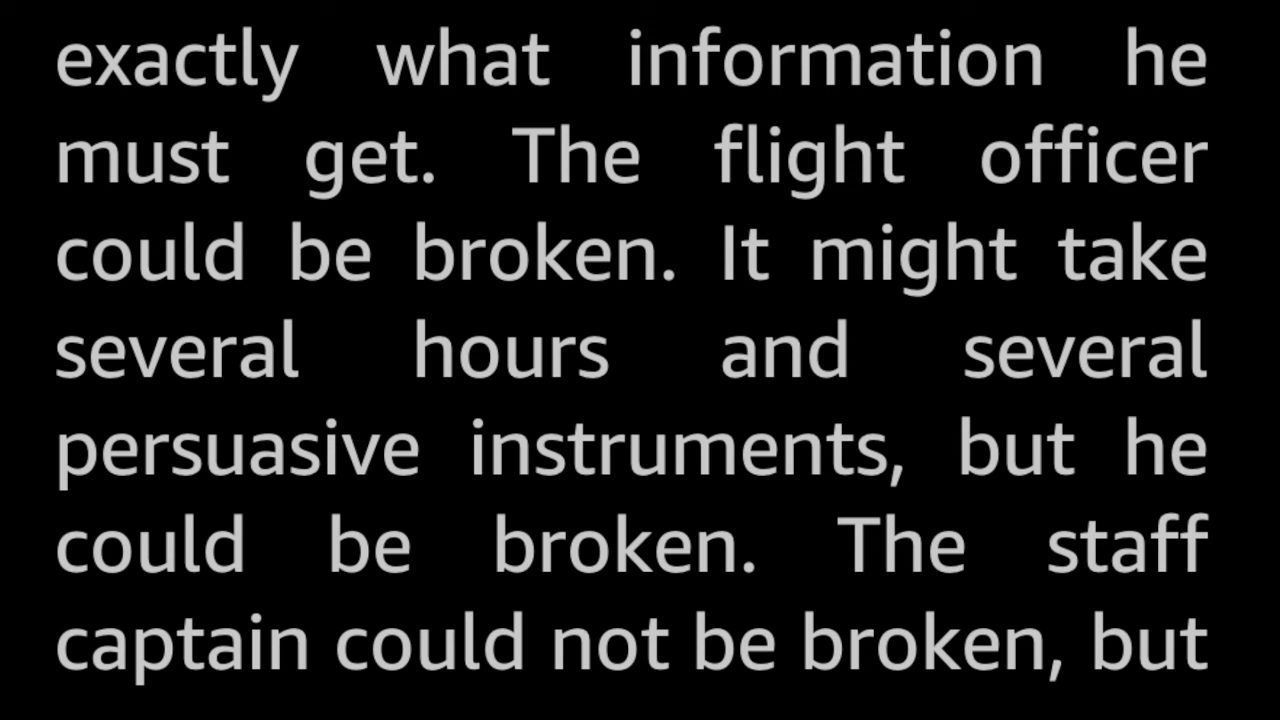 exactly what information he
must get. The flight officer
could be broken. It might take
several hours and several
persuasive instruments, but he
could be broken. The staff
captain could not be broken, but